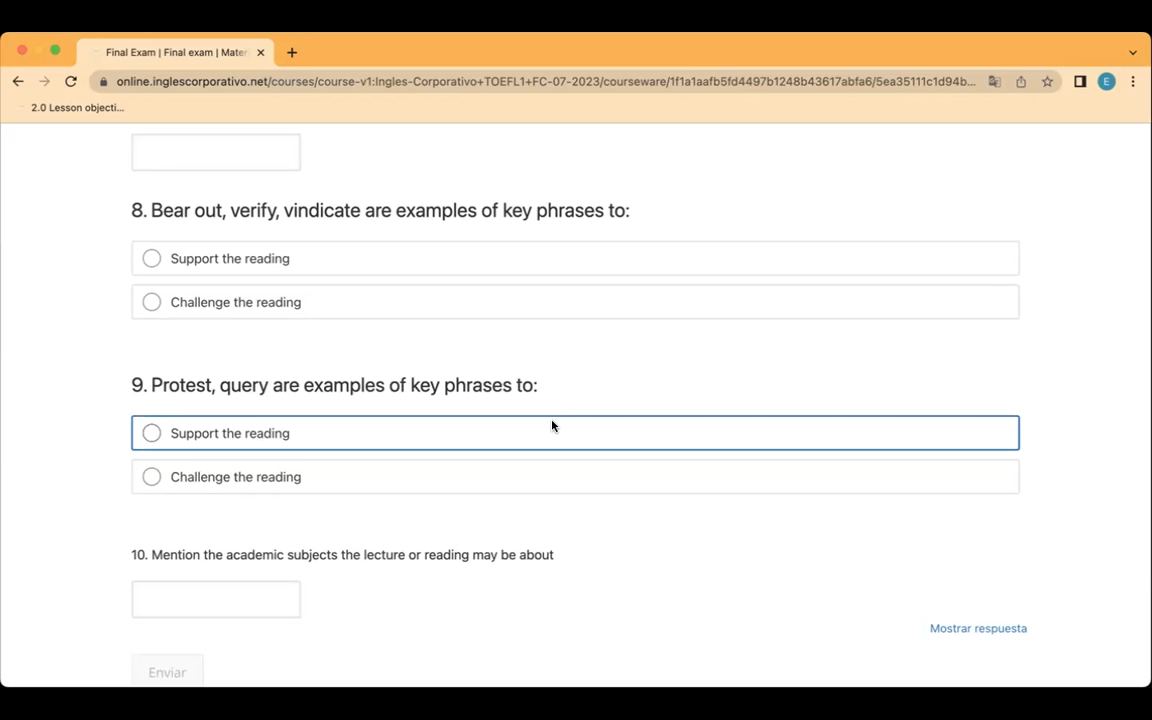 Final Exam | Final exam | Mater
online.inglescorporativo.net/courses/course-v1:Ingles-Corporativo+TOEFL1+FC-07-2023/courseware/1f1a1aafb5fd4497b1248b43617abfa6/5ea35111c1d94b...
E
2.0 Lesson objecti...
8. Bear out, verify, vindicate are examples of key phrases to:
Support the reading
Challenge the reading
9. Protest, query are examples of key phrases to:
Support the reading
Challenge the reading
10. Mention the academic subjects the lecture or reading may be about
Mostrar respuesta
Enviar